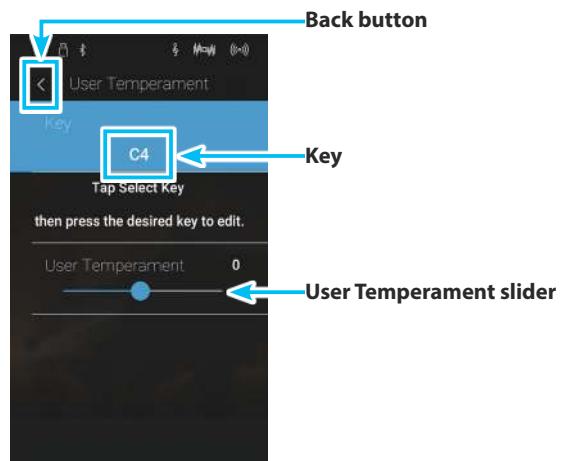 Back button
< User Temperament
Key
C4
Key
Tap Select Key
then press the desired key to edit.
User Temperament 0
User Temperament slider